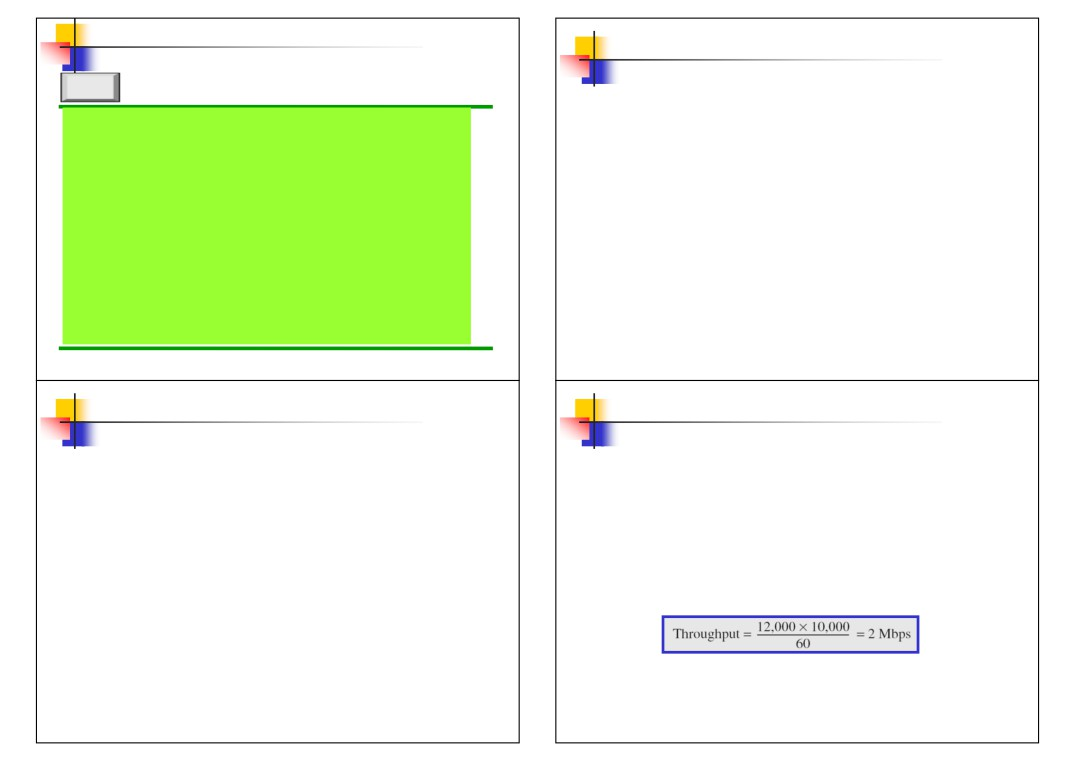 Throughput = 12,000 × 10,000 / 60 = 2 Mbps